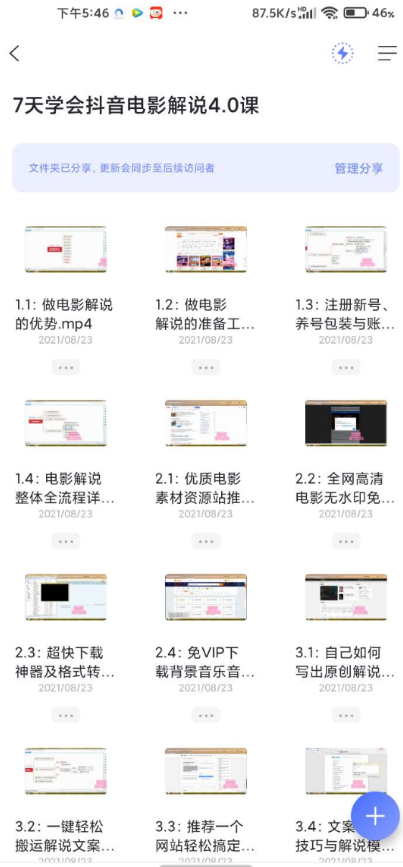 下午5:46 ··· 87.5K/s 46%
7天学会抖音电影解说4.0课
文件夹已分享，更新会同步至后续访问者 管理分享
1.1：做电影解说的优势.mp4
2021/08/23
1.2：做电影解说的准备工...
2021/08/23
1.3：注册新号、养号包装与账...
2021/08/23
1.4：电影解说整体全流程详...
2021/08/23
2.1：优质电影素材资源站推...
2021/08/23
2.2：全网高清电影无水印免...
2021/08/23
2.3：超快下载神器及格式转...
2021/08/23
2.4：免VIP下载背景音乐音...
2021/08/23
3.1：自己如何写出原创解说...
2021/08/23
3.2：一键轻松搬运解说文案...
2021/08/23
3.3：推荐一个网站轻松搞定...
2021/08/23
3.4：文案
技巧与解说模...
2021/08/23